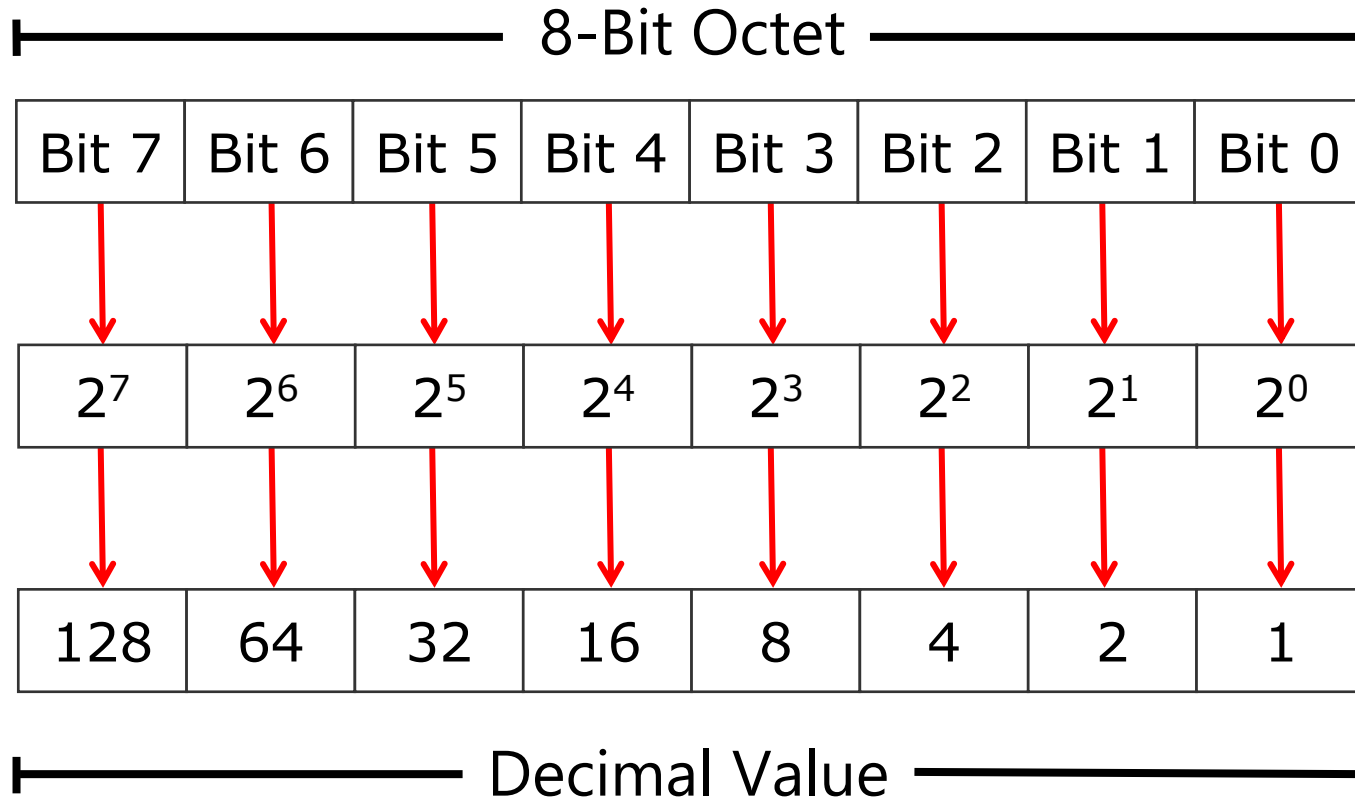 8-Bit Octet
Bit 7 Bit 6 Bit 5 Bit 4 Bit 3 Bit 2 Bit 1 Bit 0
2⁷ 2⁶ 2⁵ 2⁴ 2³ 2² 2¹ 2⁰
128 64 32 16 8 4 2 1
Decimal Value